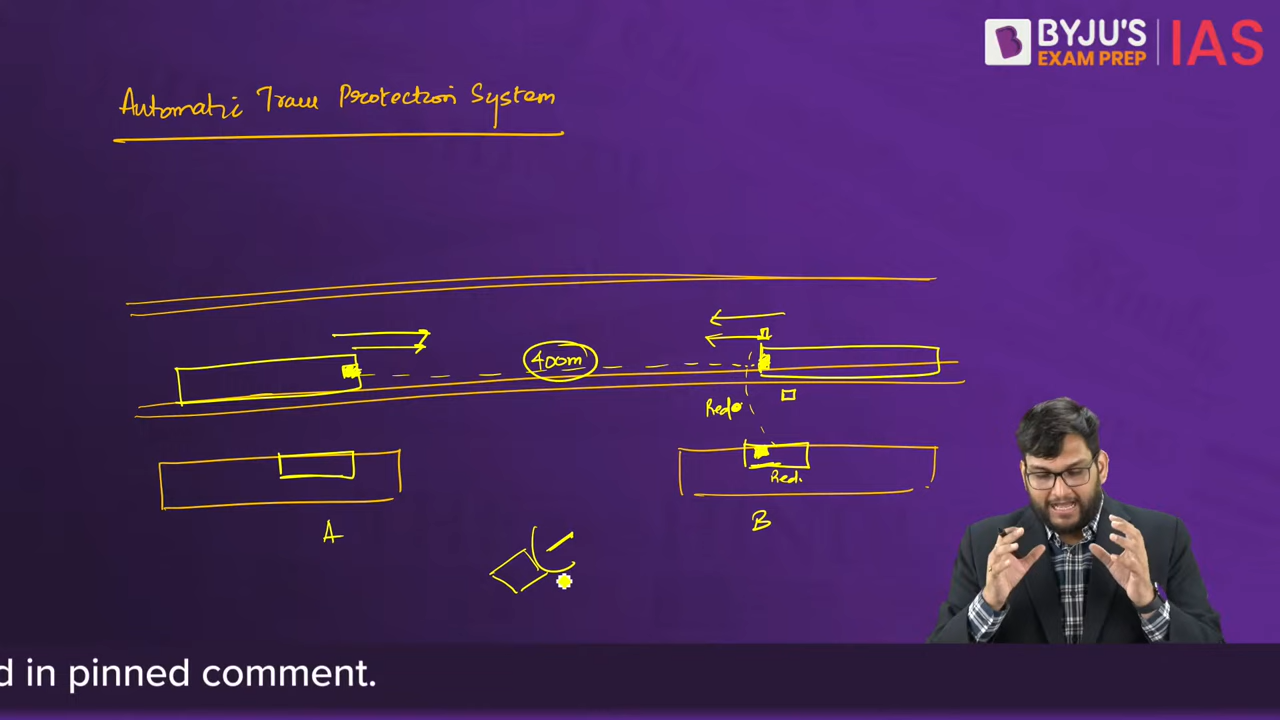 BYJU'S
EXAM PREP
IAS
Automatic Train Protection System
400m
Red
Red.
A
B
d in pinned comment.